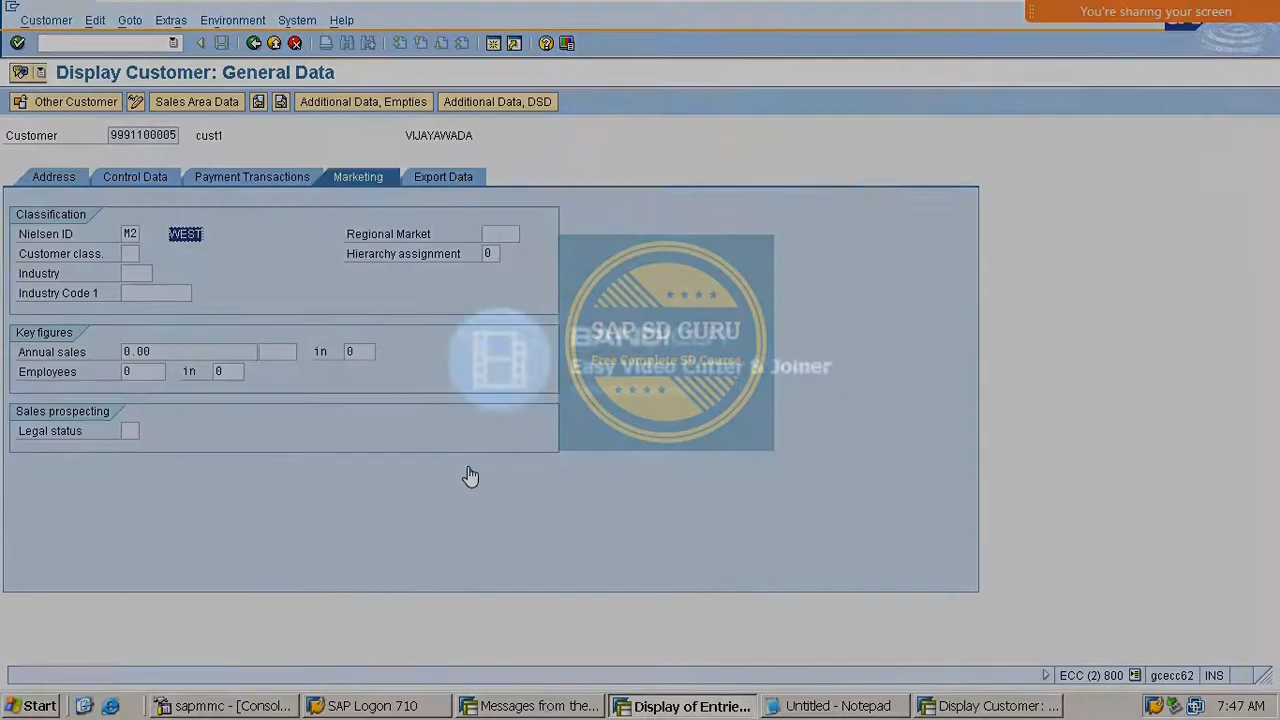 Customer Edit Goto Extras Environment System Help
You're sharing your screen
Display Customer: General Data
Other Customer Sales Area Data Additional Data, Empties Additional Data, DSD
Customer 9991100005 cust1 VIJAYAWADA
Address Control Data Payment Transactions Marketing Export Data
Classification
Nielsen ID M2 WEST Regional Market
Customer class. Hierarchy assignment 0
Industry
Industry Code 1
Key figures
Annual sales 0.00 in 0
Employees 0 in 0
Sales prospecting
Legal status
SAP SD GURU
Free Complete SD Course
Easy Video Cutter & Joiner
ECC (2) 800 gcecc62 INS
Start sapmmc - [Consol... SAP Logon 710 Messages from the... Display of Entrie... Untitled - Notepad Display Customer: ... 7:47 AM